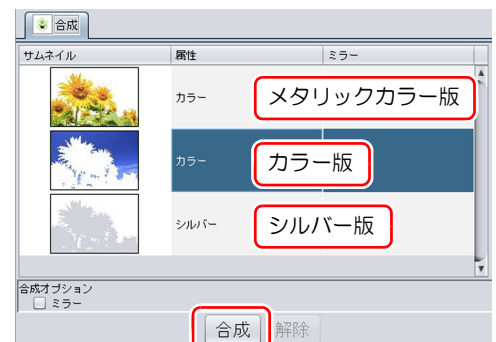 合成
サムネイル 属性 ミラー
カラー メタリックカラー版
カラー カラー版
シルバー シルバー版
合成オプション
ミラー
合成 解除